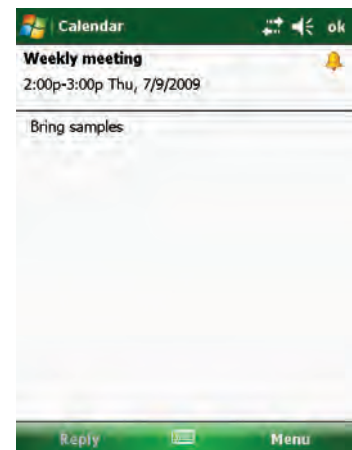 Calendar
ok
Weekly meeting
2:00p-3:00p Thu, 7/9/2009
Bring samples
Reply
Menu